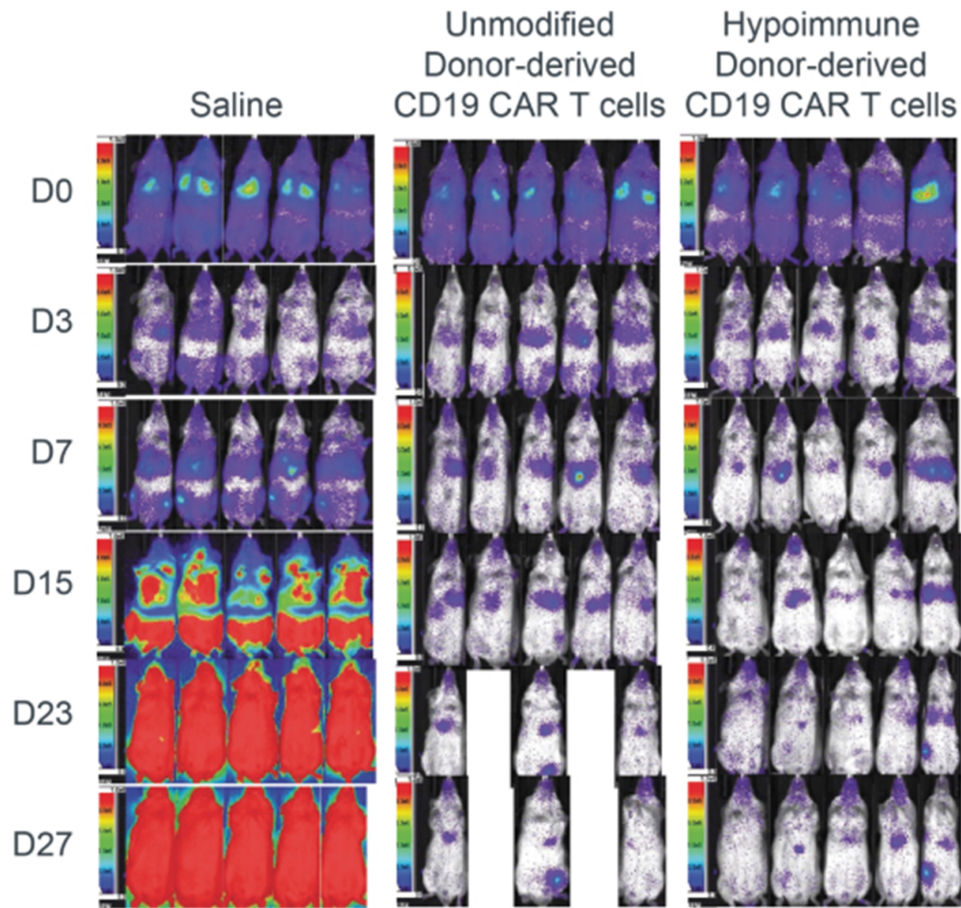 Saline
Unmodified
Donor-derived
CD19 CAR T cells
Hypoimmune
Donor-derived
CD19 CAR T cells
D0
D3
D7
D15
D23
D27